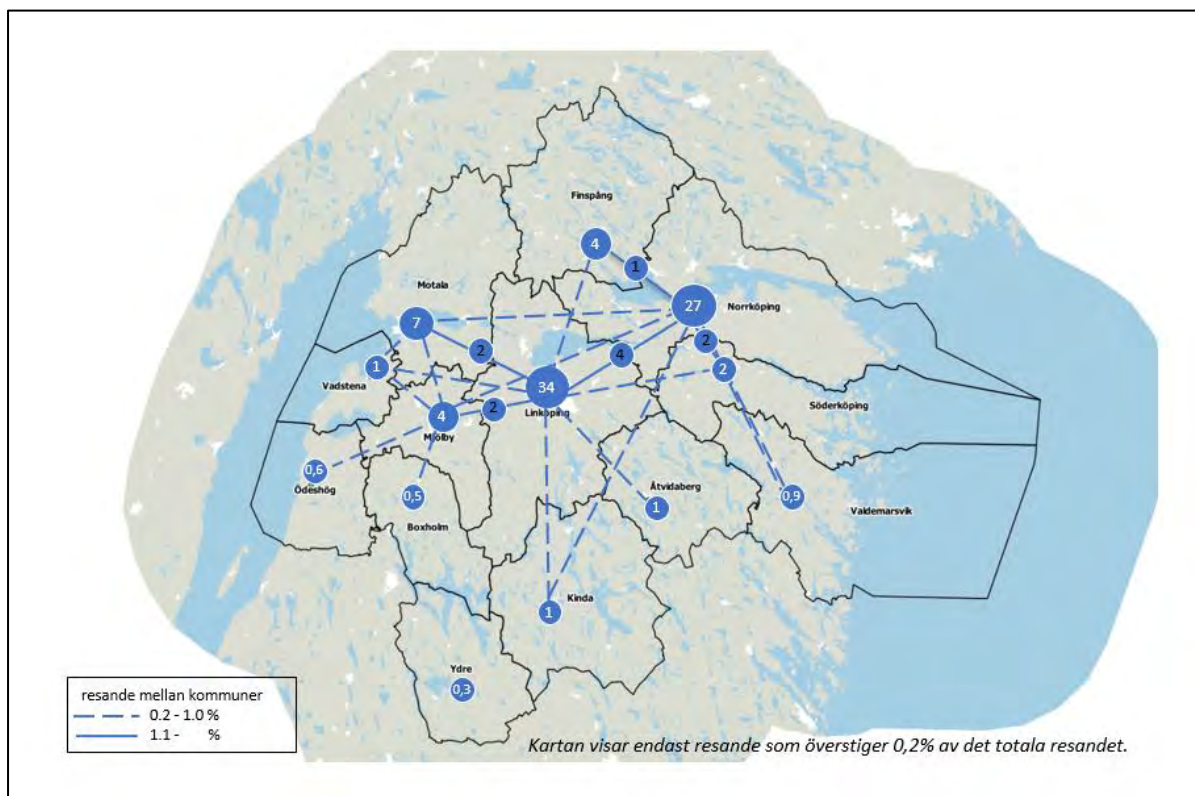 Finspång
4
1
Motala
27
Norrköping
7
2
2
4
1
2
Vadstena
34
Söderköping
4
2
Linköping
Mjölby
0,6
Ödeshög
Åtvidaberg
0,5
0,9
Valdemarsvik
1
Boxholm
Kinda
1
Ydre
0,3
resande mellan kommuner
0.2 - 1.0 %
1.1 - %
Kartan visar endast resande som överstiger 0,2% av det totala resandet.